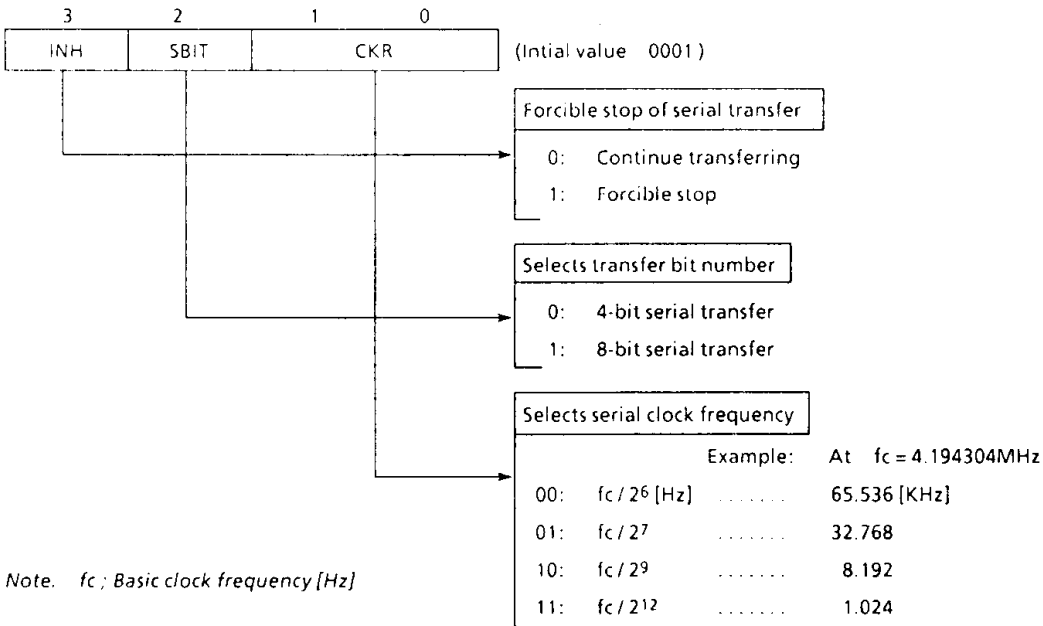 3 2 1 0
INH SBIT CKR (Intial value 0001)
Forcible stop of serial transfer
0: Continue transferring
1: Forcible stop
Selects transfer bit number
0: 4-bit serial transfer
1: 8-bit serial transfer
Selects serial clock frequency
Example: At fc = 4.194304MHz
00: fc / 2⁶ [Hz] ....... 65.536 [KHz]
01: fc / 2⁷ ....... 32.768
10: fc / 2⁹ ....... 8.192
11: fc / 2¹² ....... 1.024
Note. fc ; Basic clock frequency [Hz]